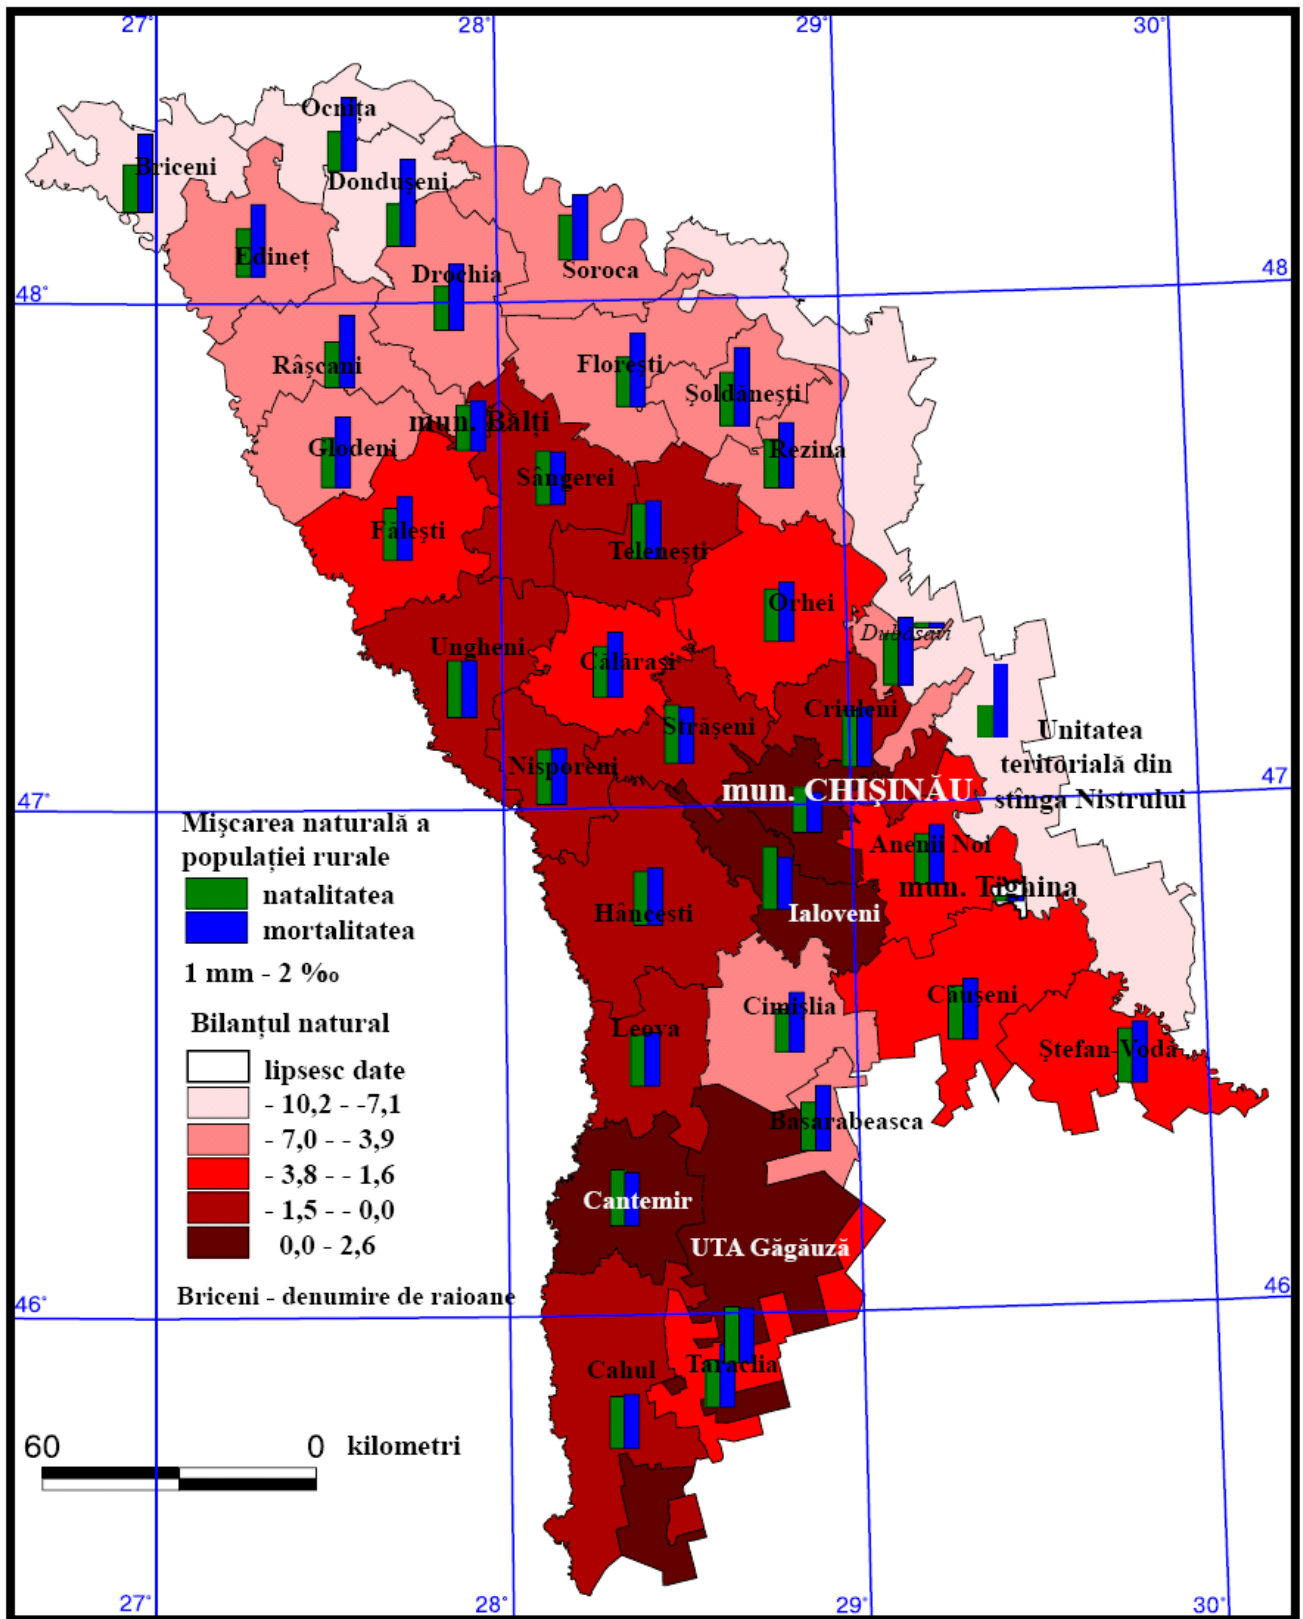 27°
28°
29°
30°
Ocnița
Briceni
Dondușeni
Edineț
Drochia
Soroca
48
48°
Râșcani
Florești
Șoldănești
mun. Bălți
Glodeni
Rezina
Sângerei
Fălești
Telenești
Orhei
Dubăsari
Ungheni
Călărași
Criuleni
Strășeni
Unitatea
teritorială din
stînga Nistrului
Nisporeni
mun. CHIŞINĂU
47
47°
Mişcarea naturală a
populației rurale
natalitatea
mortalitatea
1 mm - 2 ‰
Anenii Noi
mun. Tighina
Hâncești
Ialoveni
Căușeni
Cimișlia
Bilanțul natural
Leova
Ștefan-Vodă
lipsesc date
- 10,2 - -7,1
- 7,0 - - 3,9
- 3,8 - - 1,6
- 1,5 - - 0,0
0,0 - 2,6
Basarabeasca
Cantemir
UTA Găgăuză
Briceni - denumire de raioane
46
46°
Cahul
Taraclia
60
0 kilometri
27°
28°
29°
30°